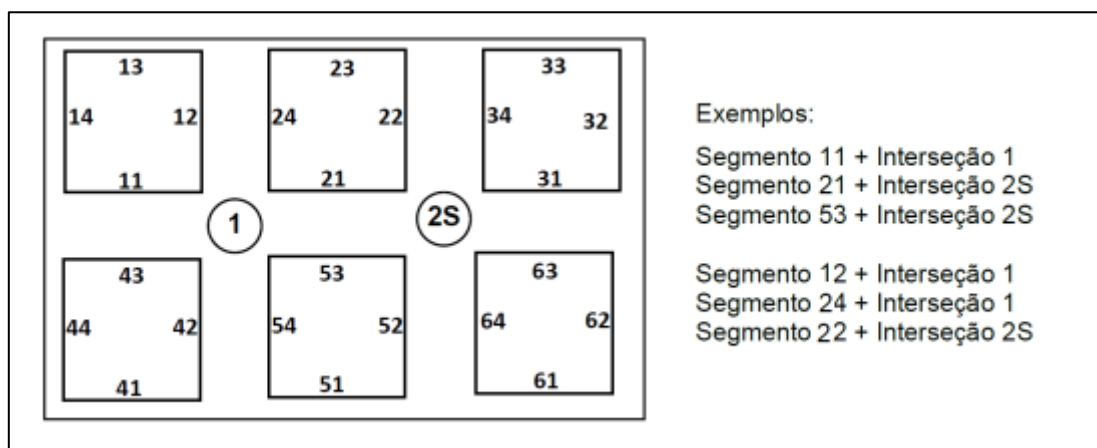 13 23 33
14 12 24 22 34 32
11 21 31
1 2S
43 53 63
44 42 54 52 64 62
41 51 61
Exemplos:
Segmento 11 + Interseção 1
Segmento 21 + Interseção 2S
Segmento 53 + Interseção 2S
Segmento 12 + Interseção 1
Segmento 24 + Interseção 1
Segmento 22 + Interseção 2S